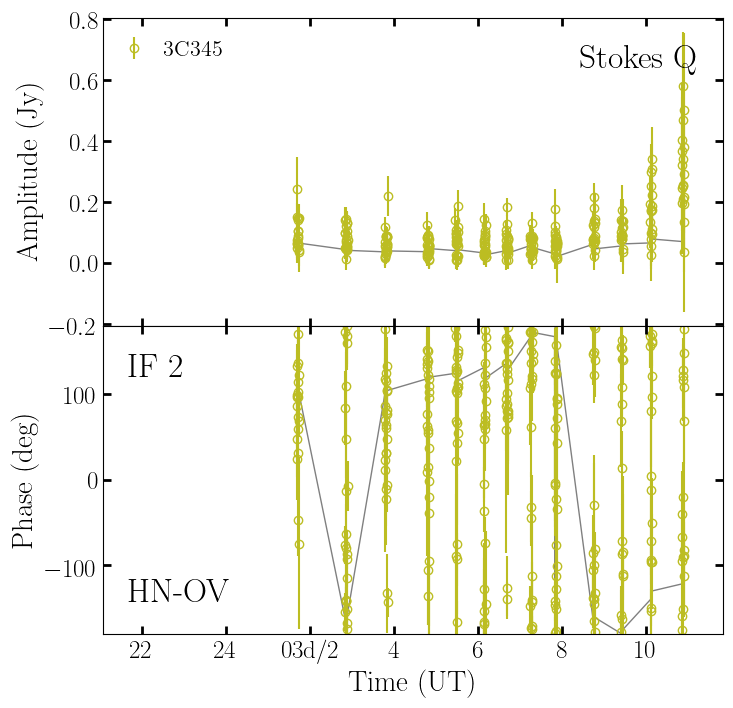 0.8
3C345
Stokes Q
0.6
0.4
0.2
0.0
−0.2
Amplitude (Jy)
IF 2
100
0
−100
Phase (deg)
HN-OV
22 24 03d/2 4 6 8 10
Time (UT)